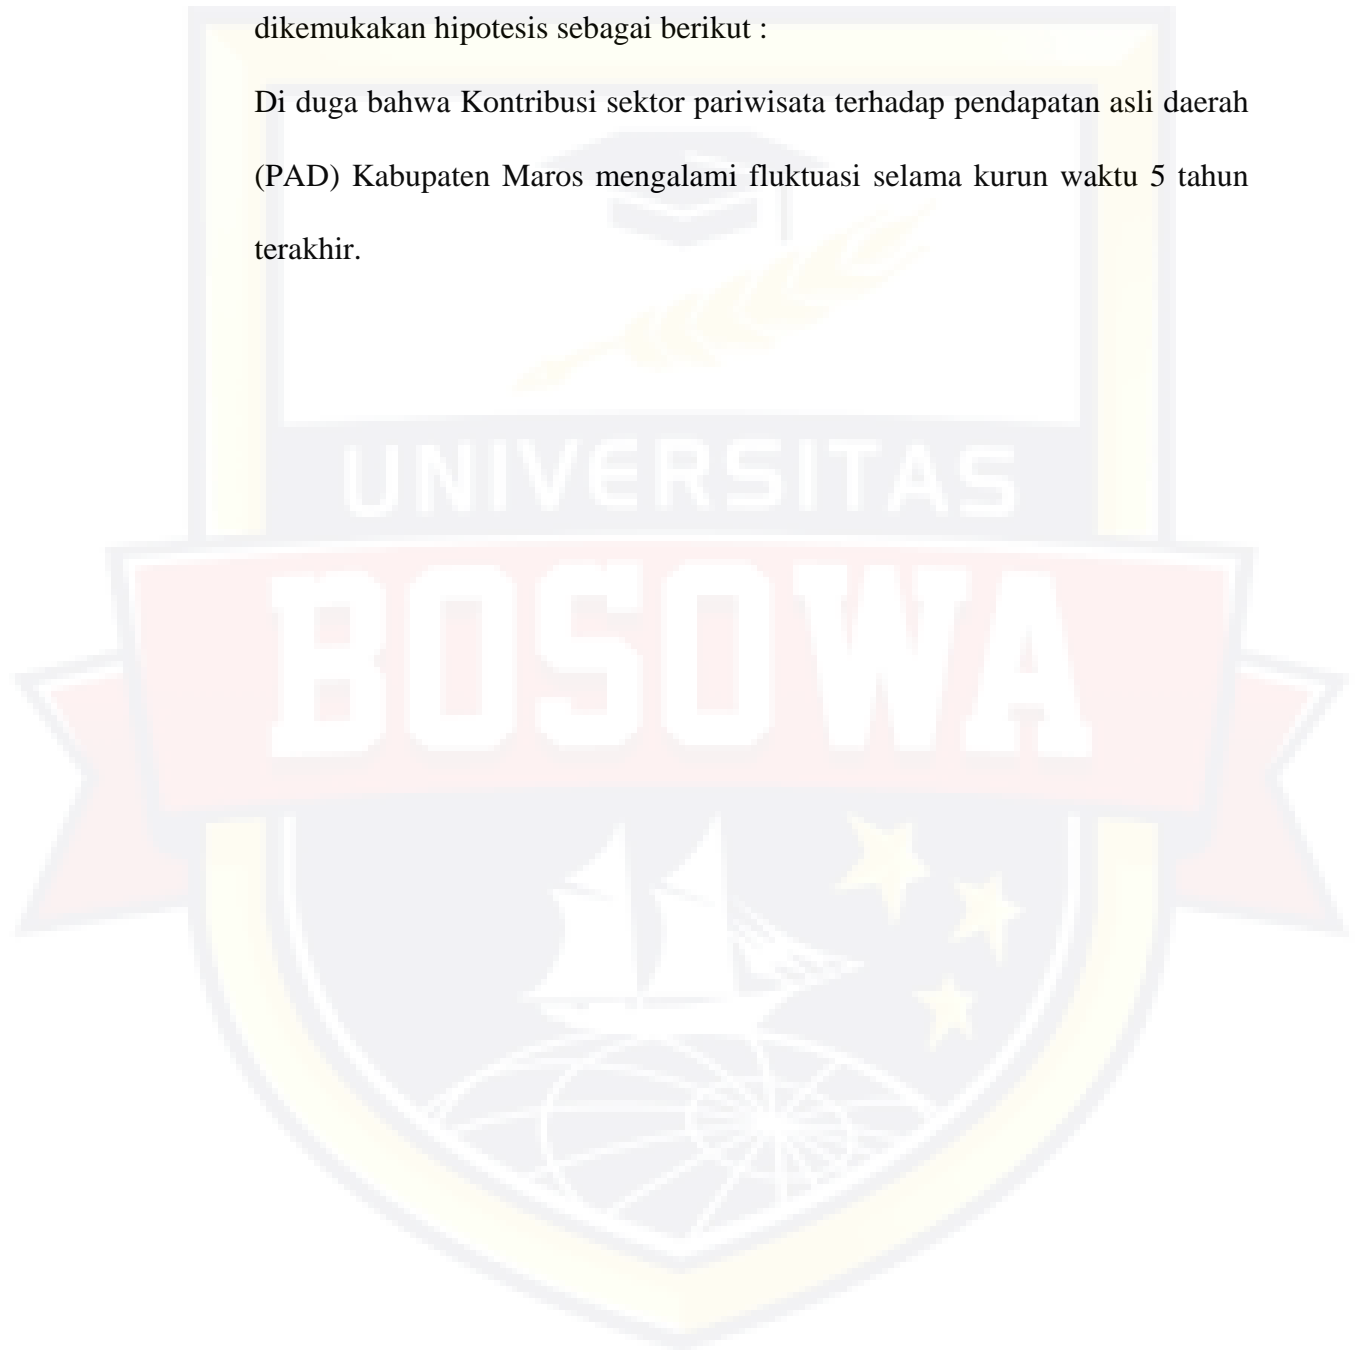 dikemukakan hipotesis sebagai berikut :
Di duga bahwa Kontribusi sektor pariwisata terhadap pendapatan asli daerah
(PAD) Kabupaten Maros mengalami fluktuasi selama kurun waktu 5 tahun
terakhir.
UNIVERSITAS
BOSOWA